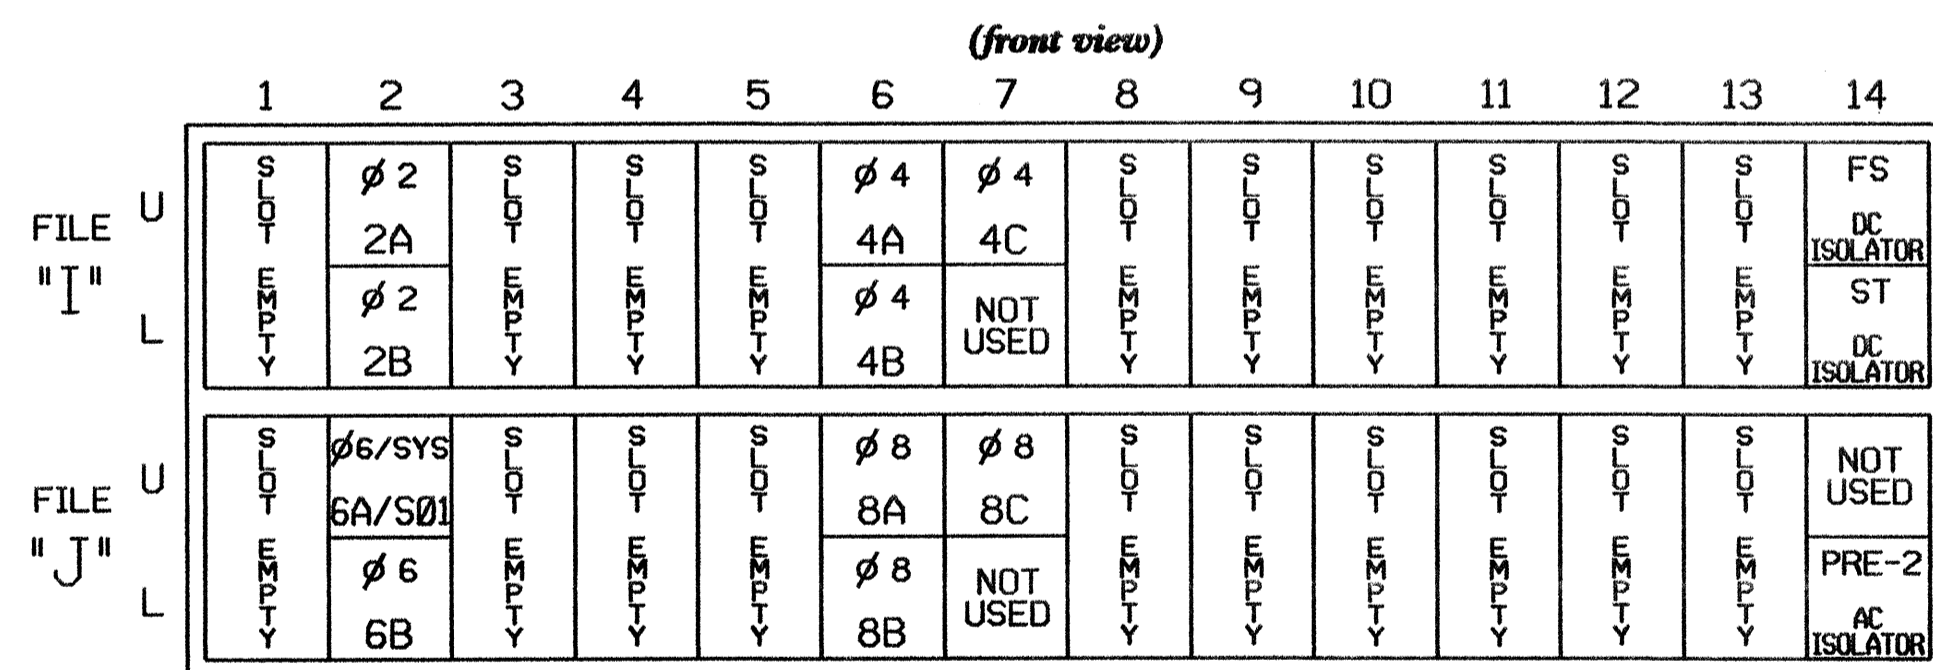 (front view)
1 2 3 4 5 6 7 8 9 10 11 12 13 14
FILE "I"
U
L
SLOT EMPTY
Ø 2
2A
Ø 2
2B
SLOT EMPTY
SLOT EMPTY
SLOT EMPTY
Ø 4
4A
Ø 4
4B
Ø 4
4C
NOT
USED
SLOT EMPTY
SLOT EMPTY
SLOT EMPTY
SLOT EMPTY
SLOT EMPTY
SLOT EMPTY
FS
DC
ISOLATOR
ST
DC
ISOLATOR
FILE "J"
U
L
SLOT EMPTY
Ø6/SYS
6A/SØ1
Ø 6
6B
SLOT EMPTY
SLOT EMPTY
SLOT EMPTY
Ø 8
8A
Ø 8
8B
Ø 8
8C
NOT
USED
SLOT EMPTY
SLOT EMPTY
SLOT EMPTY
SLOT EMPTY
SLOT EMPTY
SLOT EMPTY
NOT
USED
PRE-2
AC
ISOLATOR